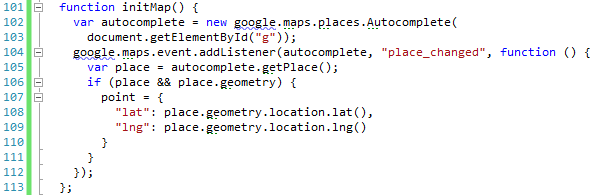 101 function initMap() {
102 var autocomplete = new google.maps.places.Autocomplete(
103 document.getElementById("g"));
104 google.maps.event.addListener(autocomplete, "place_changed", function () {
105 var place = autocomplete.getPlace();
106 if (place && place.geometry) {
107 point = {
108 "lat": place.geometry.location.lat(),
109 "lng": place.geometry.location.lng()
110 }
111 }
112 });
113 };